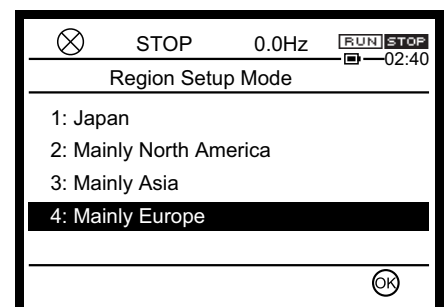 STOP 0.0Hz RUN STOP
02:40
Region Setup Mode
1: Japan
2: Mainly North America
3: Mainly Asia
4: Mainly Europe
OK